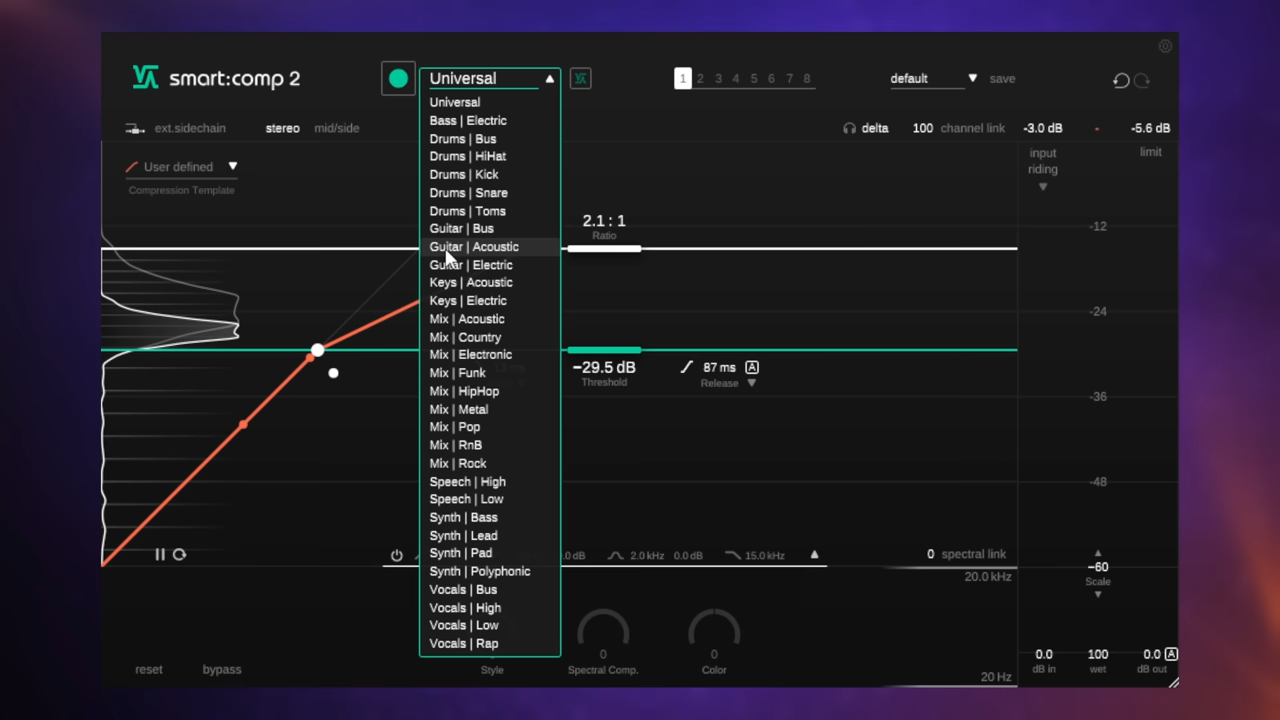 smart:comp 2
Universal
1 2 3 4 5 6 7 8
default
save
ext.sidechain
stereo
mid/side
delta
100 channel link
-3.0 dB
-5.6 dB
input
riding
limit
User defined
Compression Template
Universal
Bass | Electric
Drums | Bus
Drums | HiHat
Drums | Kick
Drums | Snare
Drums | Toms
Guitar | Bus
Guitar | Acoustic
Guitar | Electric
Keys | Acoustic
Keys | Electric
Mix | Acoustic
Mix | Country
Mix | Electronic
Mix | Funk
Mix | HipHop
Mix | Metal
Mix | Pop
Mix | RnB
Mix | Rock
Speech | High
Speech | Low
Synth | Bass
Synth | Lead
Synth | Pad
Synth | Polyphonic
Vocals | Bus
Vocals | High
Vocals | Low
Vocals | Rap
2.1 : 1
Ratio
-29.5 dB
Threshold
87 ms A
Release
-12
-24
-36
-48
-60
Scale
.0 dB
2.0 kHz
0.0 dB
15.0 kHz
0 spectral link
20.0 kHz
0
0
Style
Spectral Comp.
Color
reset
bypass
20 Hz
0.0
dB in
100
wet
0.0 A
dB out